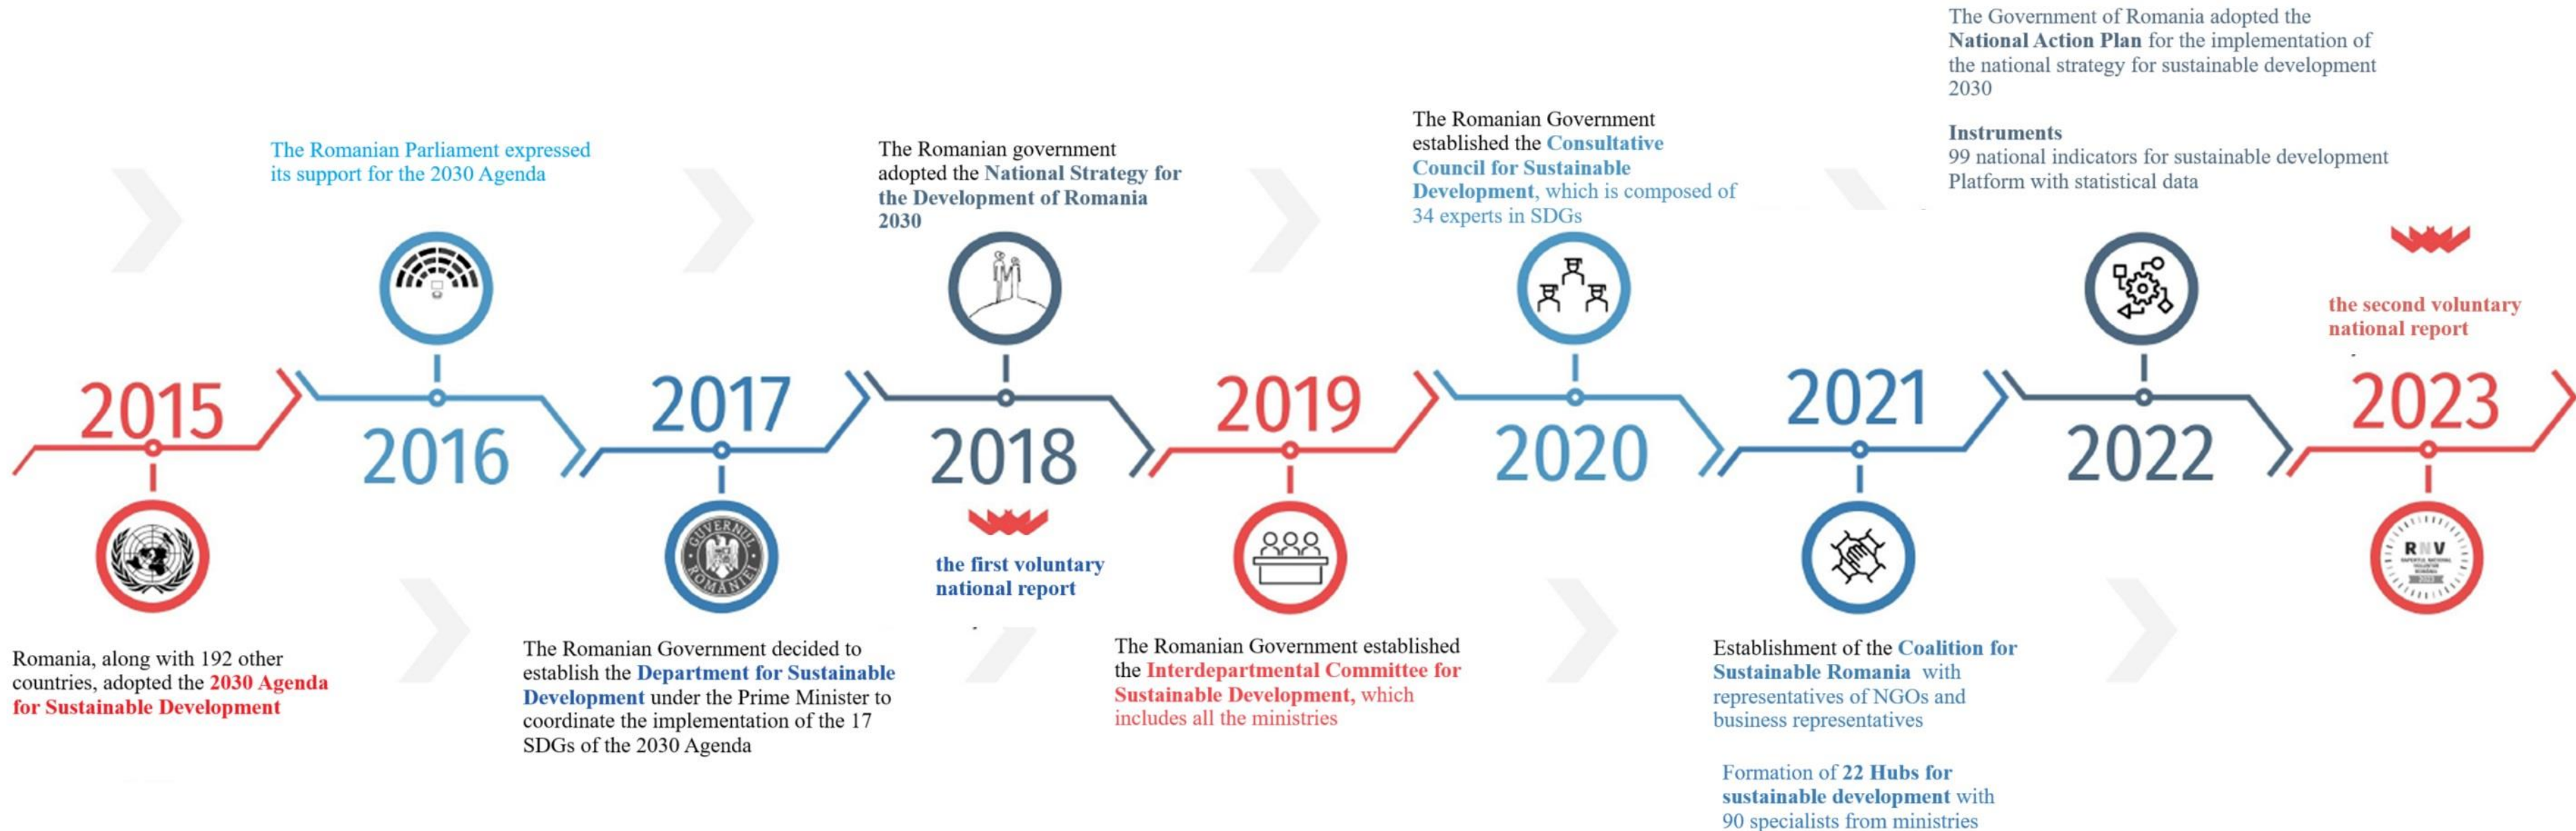 2015
Romania, along with 192 other
countries, adopted the 2030 Agenda
for Sustainable Development
The Romanian Parliament expressed
its support for the 2030 Agenda
2016
2017
GUVERNUL
ROMÂNIEI
The Romanian Government decided to
establish the Department for Sustainable
Development under the Prime Minister to
coordinate the implementation of the 17
SDGs of the 2030 Agenda
The Romanian government
adopted the National Strategy for
the Development of Romania
2030
2018
the first voluntary
national report
2019
The Romanian Government established
the Interdepartmental Committee for
Sustainable Development, which
includes all the ministries
The Romanian Government
established the Consultative
Council for Sustainable
Development, which is composed of
34 experts in SDGs
2020
2021
Establishment of the Coalition for
Sustainable Romania with
representatives of NGOs and
business representatives
Formation of 22 Hubs for
sustainable development with
90 specialists from ministries
The Government of Romania adopted the
National Action Plan for the implementation of
the national strategy for sustainable development
2030
Instruments
99 national indicators for sustainable development
Platform with statistical data
2022
the second voluntary
national report
2023
RNV
2023